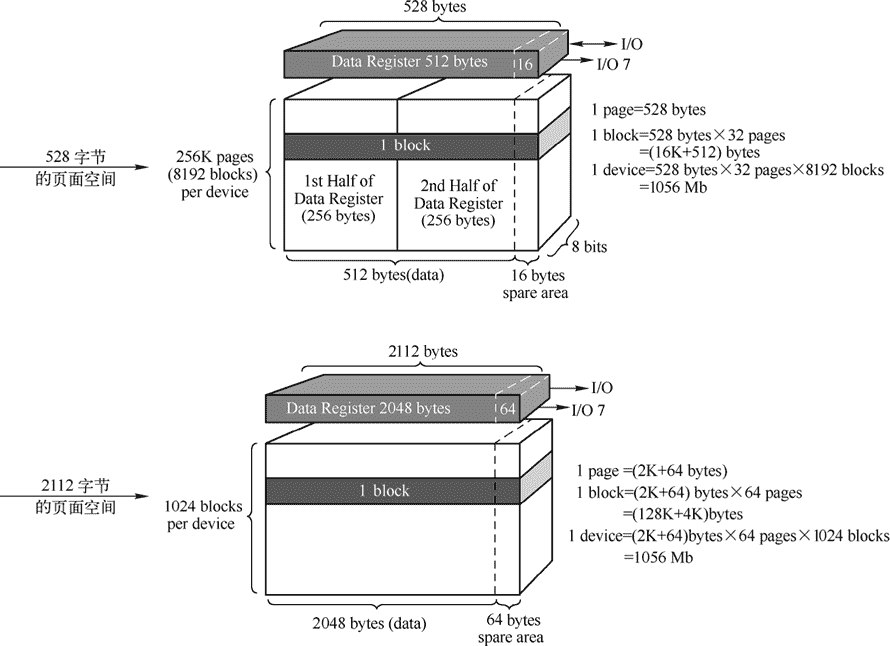 528 bytes
Data Register 512 bytes
16
I/O
I/O 7
528 字节
的页面空间
256K pages
(8192 blocks)
per device
1 block
1st Half of
Data Register
(256 bytes)
2nd Half of
Data Register
(256 bytes)
1 page=528 bytes
1 block=528 bytes×32 pages
=(16K+512) bytes
1 device=528 bytes×32 pages×8192 blocks
=1056 Mb
8 bits
512 bytes(data)
16 bytes
spare area
2112 bytes
Data Register 2048 bytes
64
I/O
I/O 7
2112 字节
的页面空间
1024 blocks
per device
1 block
1 page =(2K+64 bytes)
1 block=(2K+64) bytes×64 pages
=(128K+4K)bytes
1 device=(2K+64)bytes×64 pages×1024 blocks
=1056 Mb
2048 bytes (data)
64 bytes
spare area